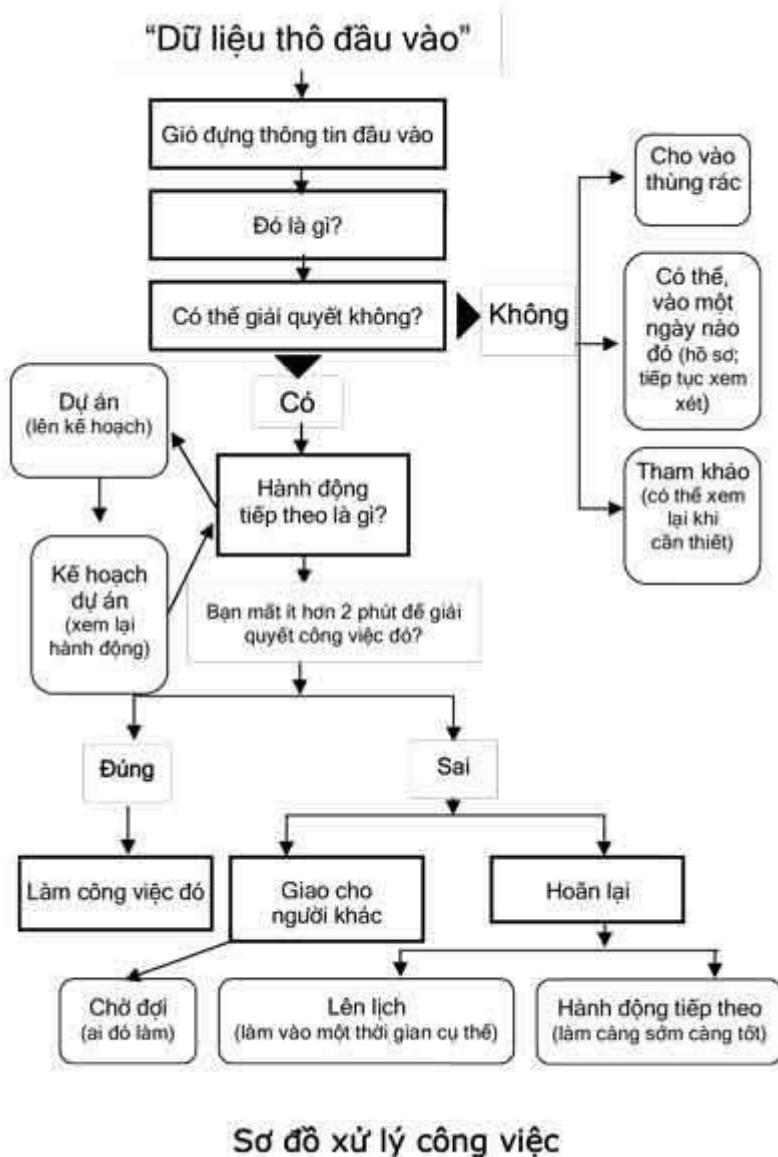 “Dữ liệu thô đầu vào”
Giỏ đựng thông tin đầu vào
Đó là gì?
Có thể giải quyết không?
Không
Cho vào
thùng rác
Có thể,
vào một
ngày nào
đó (hồ sơ;
tiếp tục xem
xét)
Tham khảo
(có thể xem
lại khi
cần thiết)
Có
Dự án
(lên kế hoạch)
Hành động
tiếp theo là gì?
Kế hoạch
dự án
(xem lại
hành động)
Bạn mất ít hơn 2 phút để giải
quyết công việc đó?
Đúng
Sai
Làm công việc đó
Giao cho
người khác
Hoãn lại
Chờ đợi
(ai đó làm)
Lên lịch
(làm vào một thời gian cụ thể)
Hành động tiếp theo
(làm càng sớm càng tốt)
Sơ đồ xử lý công việc